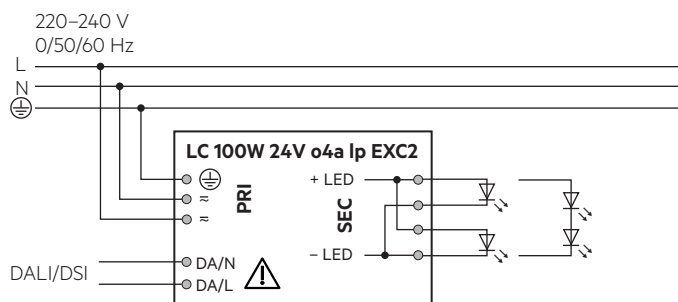 220–240 V
0/50/60 Hz
L
N
LC 100W 24V o4a lp EXC2
PRI
≈
≈
+ LED
SEC
– LED
DALI/DSI
DA/N
DA/L